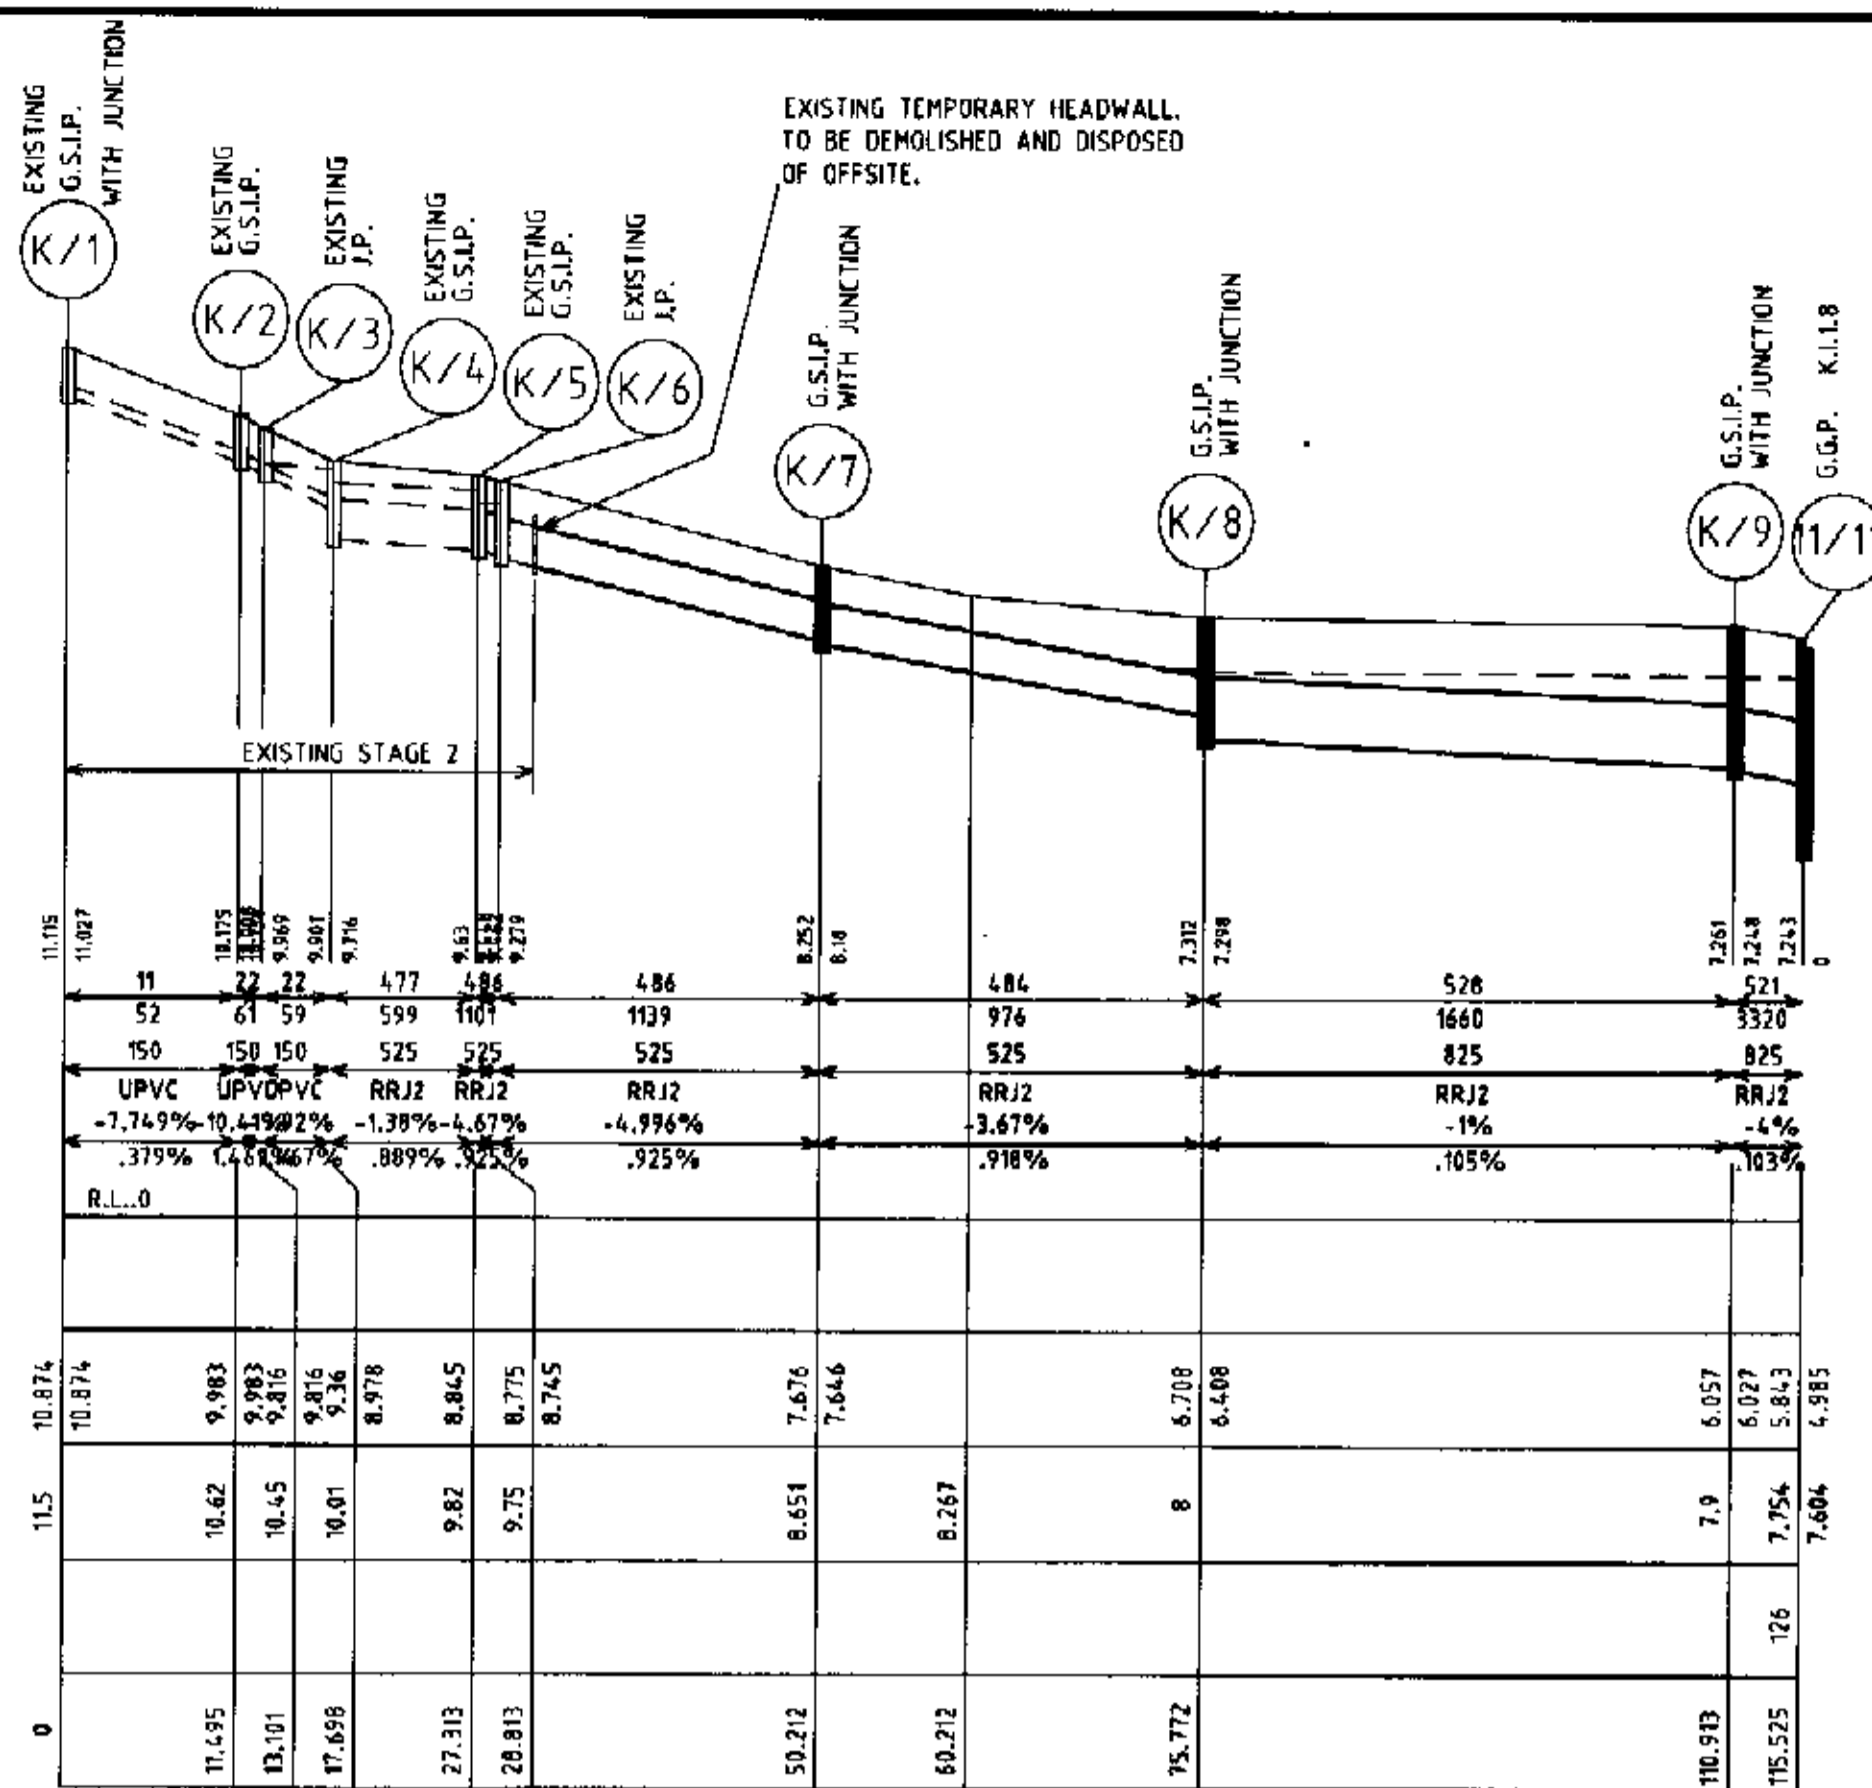 EXISTING
G.S.I.P.
WITH JUNCTION
K/1
EXISTING
G.S.I.P.
K/2
EXISTING
J.P.
K/3
EXISTING
G.S.I.P.
K/4
EXISTING
G.S.I.P.
K/5
EXISTING
J.P.
K/6
EXISTING TEMPORARY HEADWALL.
TO BE DEMOLISHED AND DISPOSED
OF OFFSITE.
G.S.I.P.
WITH JUNCTION
K/7
G.S.I.P.
WITH JUNCTION
K/8
G.S.I.P.
WITH JUNCTION
K/9
G.G.P. K.I.1.8
EXISTING STAGE 2
11.115 11.027 10.175 9.969 9.901 9.716 9.63 9.279 8.252 8.18 7.312 7.298 7.261 7.248 7.243 0
11 22 22 477 486 486 484 528 521
52 61 59 599 1101 1139 976 1660 3320
150 150 150 525 525 525 525 825 825
UPVC UPVC UPVC RRJ2 RRJ2 RRJ2 RRJ2 RRJ2 RRJ2
-7.749% -1.38% -4.67% -4.996% -3.67% -1% -4%
.379% .889% .925% .925% .918% .105% .103%
R.L..0
10.874 10.874 9.983 9.983 9.816 9.816 9.36 8.978 8.845 8.775 8.745 7.676 7.646 6.708 6.408 6.057 6.027 5.843 4.985
11.5 10.62 10.45 10.01 9.82 9.75 8.651 8.267 8 7.9 7.754 7.604
126
0 11.495 13.101 17.698 27.313 28.813 50.212 60.212 75.772 110.913 115.525